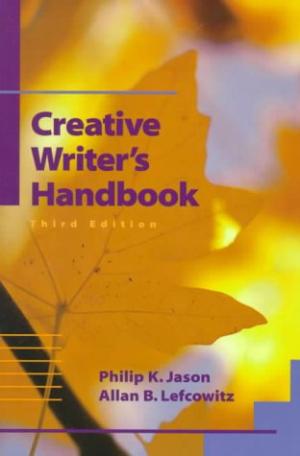 Creative
Writer's
Handbook
Third Edition
Philip K. Jason
Allan B. Lefcowitz